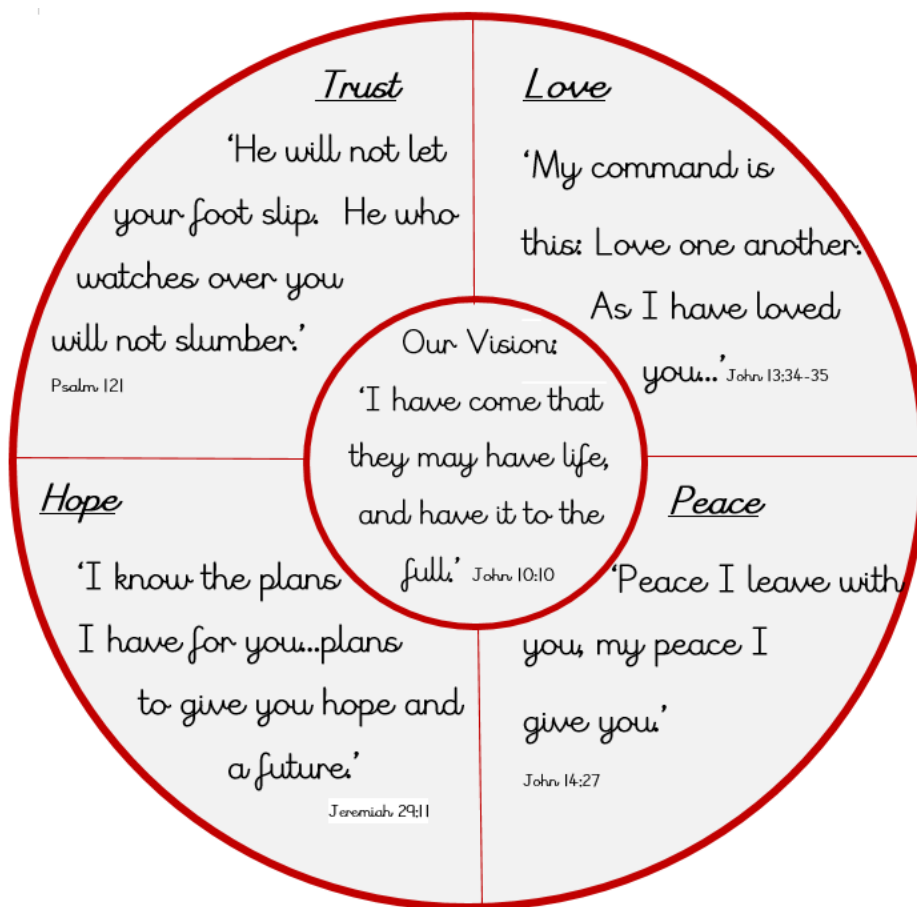 Trust
‘He will not let
your foot slip. He who
watches over you
will not slumber.’
Psalm 121
Love
‘My command is
this: Love one another.
As I have loved
you...’ John 13:34-35
Our Vision:
‘I have come that
they may have life,
and have it to the
full.’ John 10:10
Hope
‘I know the plans
I have for you...plans
to give you hope and
a future.’
Jeremiah 29:11
Peace
‘Peace I leave with
you, my peace I
give you.’
John 14:27